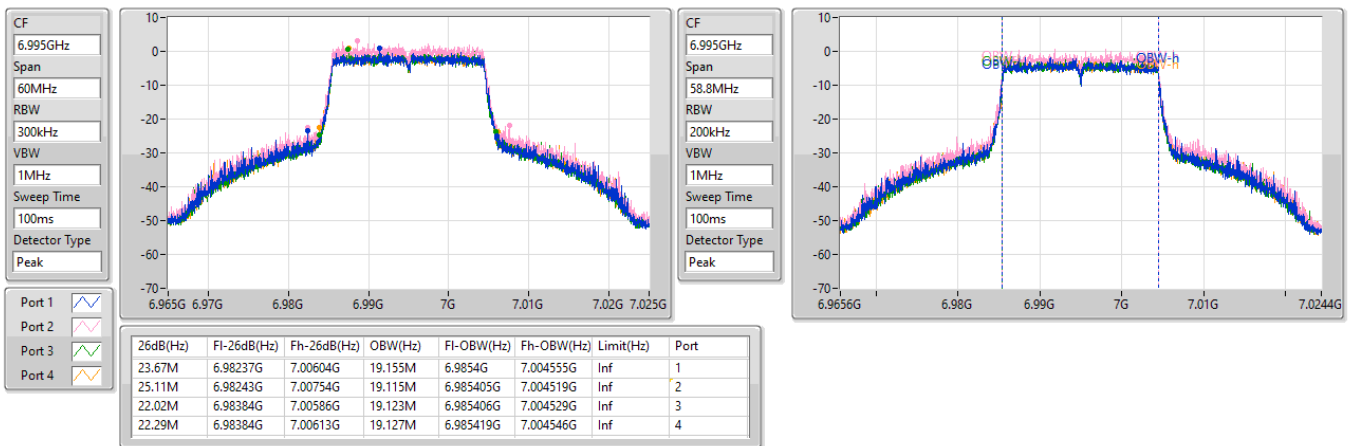 CF
6.995GHz
Span
60MHz
RBW
300kHz
VBW
1MHz
Sweep Time
100ms
Detector Type
Peak
10-
0-
-10-
-20-
-30-
-40-
-50-
-60-
-70-
6.965G 6.97G 6.98G 6.99G 7G 7.01G 7.02G 7.025G
CF
6.995GHz
Span
58.8MHz
RBW
200kHz
VBW
1MHz
Sweep Time
100ms
Detector Type
Peak
10-
0-
-10-
-20-
-30-
-40-
-50-
-60-
-70-
OBW-h
6.9656G 6.98G 6.99G 7G 7.01G 7.0244G
Port 1
Port 2
Port 3
Port 4
26dB(Hz) Fl-26dB(Hz) Fh-26dB(Hz) OBW(Hz) Fl-OBW(Hz) Fh-OBW(Hz) Limit(Hz) Port
23.67M 6.98237G 7.00604G 19.155M 6.9854G 7.004555G Inf 1
25.11M 6.98243G 7.00754G 19.115M 6.985405G 7.004519G Inf 2
22.02M 6.98384G 7.00586G 19.123M 6.985406G 7.004529G Inf 3
22.29M 6.98384G 7.00613G 19.127M 6.985419G 7.004546G Inf 4